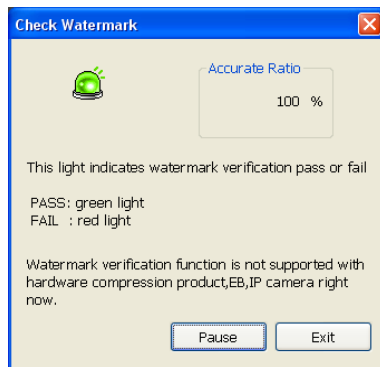 Check Watermark
Accurate Ratio
100 %
This light indicates watermark verification pass or fail
PASS: green light
FAIL : red light
Watermark verification function is not supported with
hardware compression product,EB,IP camera right
now.
Pause Exit